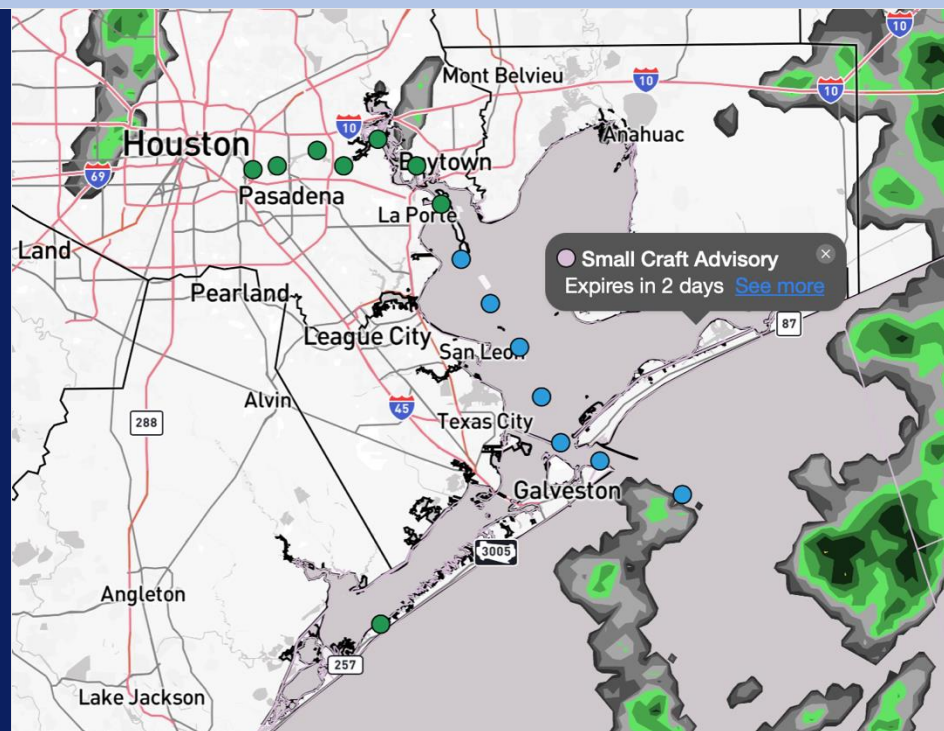 10
Mont Belvieu
10
10
10
Anahuac
Houston
Baytown
69
Pasadena
La Porte
Land
Small Craft Advisory
Expires in 2 days See more
Pearland
87
League City
San Leon
Alvin
45
288
Texas City
Galveston
3005
Angleton
257
Lake Jackson